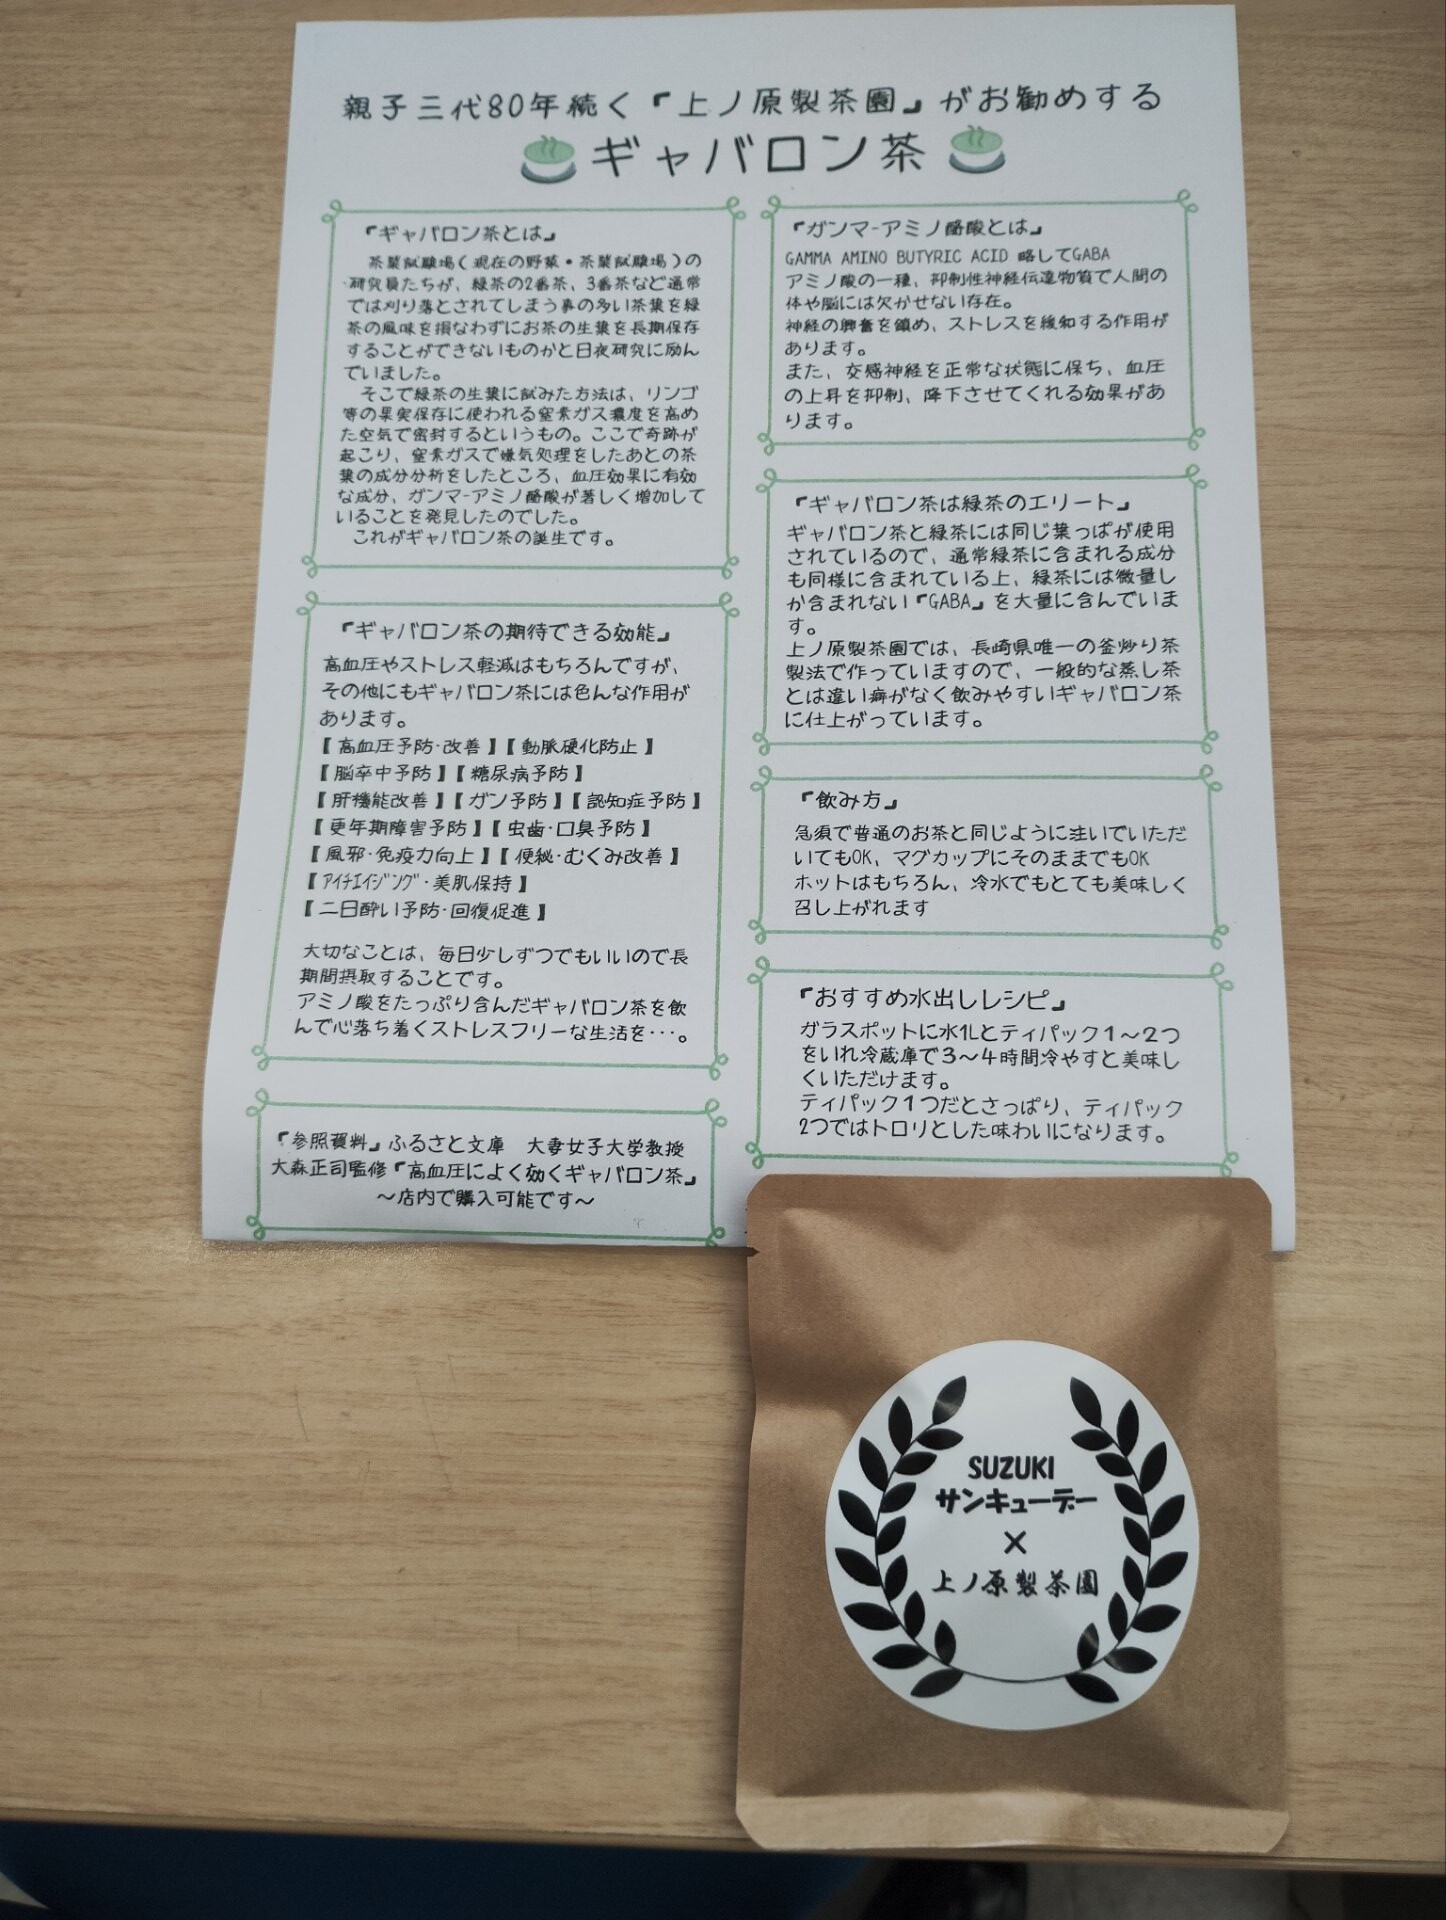 親子三代80年続く『上ノ原製茶園』がお勧めする
ギャバロン茶
『ギャバロン茶とは』
茶葉試験場(現在の野菜・茶葉試験場)の
研究員たちが、緑茶の2番茶、3番茶など通常
では刈り落とされてしまう事の多い茶葉を緑
茶の風味を損なわずにお茶の生葉を長期保存
することができないものかと日夜研究に励ん
でいました。
そこで緑茶の生葉に試みた方法は、リンゴ
等の果実保存に使われる窒素ガス濃度を高め
た空気で密封するというもの。ここで奇跡が
起こり、窒素ガスで嫌気処理をしたあとの茶
葉の成分分析をしたところ、血圧効果に有効
な成分、ガンマ-アミノ酪酸が著しく増加して
いることを発見したのでした。
これがギャバロン茶の誕生です。
『ギャバロン茶の期待できる効能』
高血圧やストレス軽減はもちろんですが、
その他にもギャバロン茶には色んな作用が
あります。
【高血圧予防・改善】【動脈硬化防止】
【脳卒中予防】【糖尿病予防】
【肝機能改善】【ガン予防】【認知症予防】
【更年期障害予防】【虫歯・口臭予防】
【風邪・免疫力向上】【便秘・むくみ改善】
【アイチエイジング・美肌保持】
【二日酔い予防・回復促進】
大切なことは、毎日少しずつでもいいので長
期間摂取することです。
アミノ酸をたっぷり含んだギャバロン茶を飲
んで心落ち着くストレスフリーな生活を・・・。
『参照資料』ふるさと文庫 大妻女子大学教授
大森正司監修『高血圧によく効くギャバロン茶』
～店内で購入可能です～
『ガンマ-アミノ酪酸とは』
GAMMA AMINO BUTYRIC ACID 略してGABA
アミノ酸の一種、抑制性神経伝達物質で人間の
体や脳には欠かせない存在。
神経の興奮を鎮め、ストレスを緩和する作用が
あります。
また、交感神経を正常な状態に保ち、血圧
の上昇を抑制、降下させてくれる効果があ
ります。
『ギャバロン茶は緑茶のエリート』
ギャバロン茶と緑茶には同じ葉っぱが使用
されているので、通常緑茶に含まれる成分
も同様に含まれている上、緑茶には微量し
か含まれない『GABA』を大量に含んでいま
す。
上ノ原製茶園では、長崎県唯一の釜炒り茶
製法で作っていますので、一般的な蒸し茶
とは違い癖がなく飲みやすいギャバロン茶
に仕上がっています。
『飲み方』
急須で普通のお茶と同じように注いでいただ
いてもOK、マグカップにそのままでもOK
ホットはもちろん、冷水でもとても美味しく
召し上がれます
『おすすめ水出しレシピ』
ガラスポットに水1Lとティパック1～2つ
をいれ冷蔵庫で3～4時間冷やすと美味し
くいただけます。
ティパック1つだとさっぱり、ティパック
2つではトロリとした味わいになります。
SUZUKI
サンキューデー
×
上ノ原製茶園